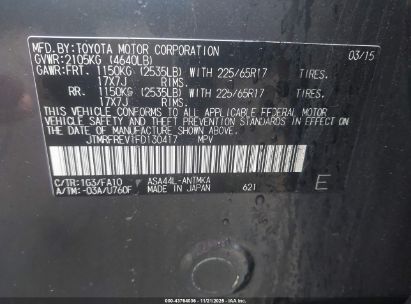 MFD.BY: TOYOTA MOTOR CORPORATION 03/15
GVWR:2105KG (4640LB)
GAWR:FRT. 1150KG (2535LB) WITH 225/65R17 TIRES.
17X7J RIMS.
RR. 1150KG (2535LB) WITH 225/65R17 TIRES.
17X7J RIMS.
THIS VEHICLE CONFORMS TO ALL APPLICABLE FEDERAL MOTOR
VEHICLE SAFETY AND THEFT PREVENTION STANDARDS IN
EFFECT ON THE DATE OF MANUFACTURE SHOWN ABOVE.
JTMRFREV1FD130417 MPV
C/TR:1G3/FA10 ASA44L-ANTMKA
A/TM:-03A/U760F MADE IN JAPAN 621 E